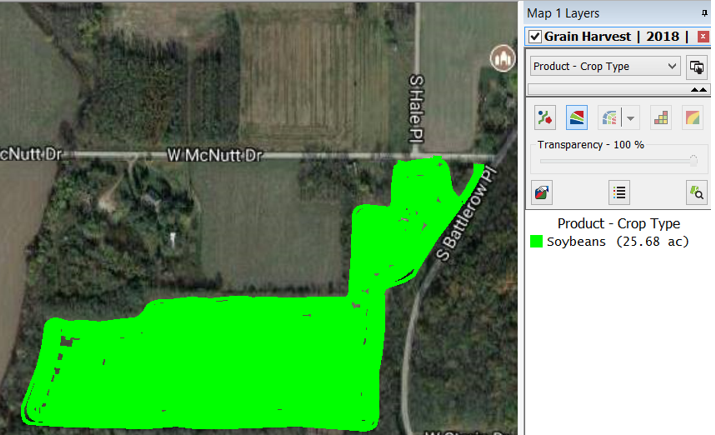 Map 1 Layers
Grain Harvest | 2018 |
Product - Crop Type
Transparency - 100 %
Product - Crop Type
Soybeans (25.68 ac)
S Hale Pl
cNutt Dr
W McNutt Dr
S Battlerow Pl